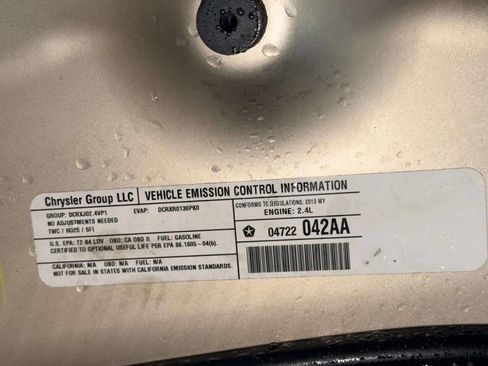 Chrysler Group LLC VEHICLE EMISSION CONTROL INFORMATION
GROUP: DCRXJ02.4VP1 EVAP: DCRXR0130PK0
NO ADJUSTMENTS NEEDED
TWC / HO2S / SFI
CONFORMS TO REGULATIONS: 2013 MY
ENGINE: 2.4L
04722 042AA
U.S. EPA: T2 B4 LDV OBD: CA OBD II FUEL: GASOLINE
CERTIFIED TO OPTIONAL USEFUL LIFE PER EPA 86.1805-04(b).
CALIFORNIA: N/A OBD: N/A FUEL: N/A
NOT FOR SALE IN STATES WITH CALIFORNIA EMISSION STANDARDS.